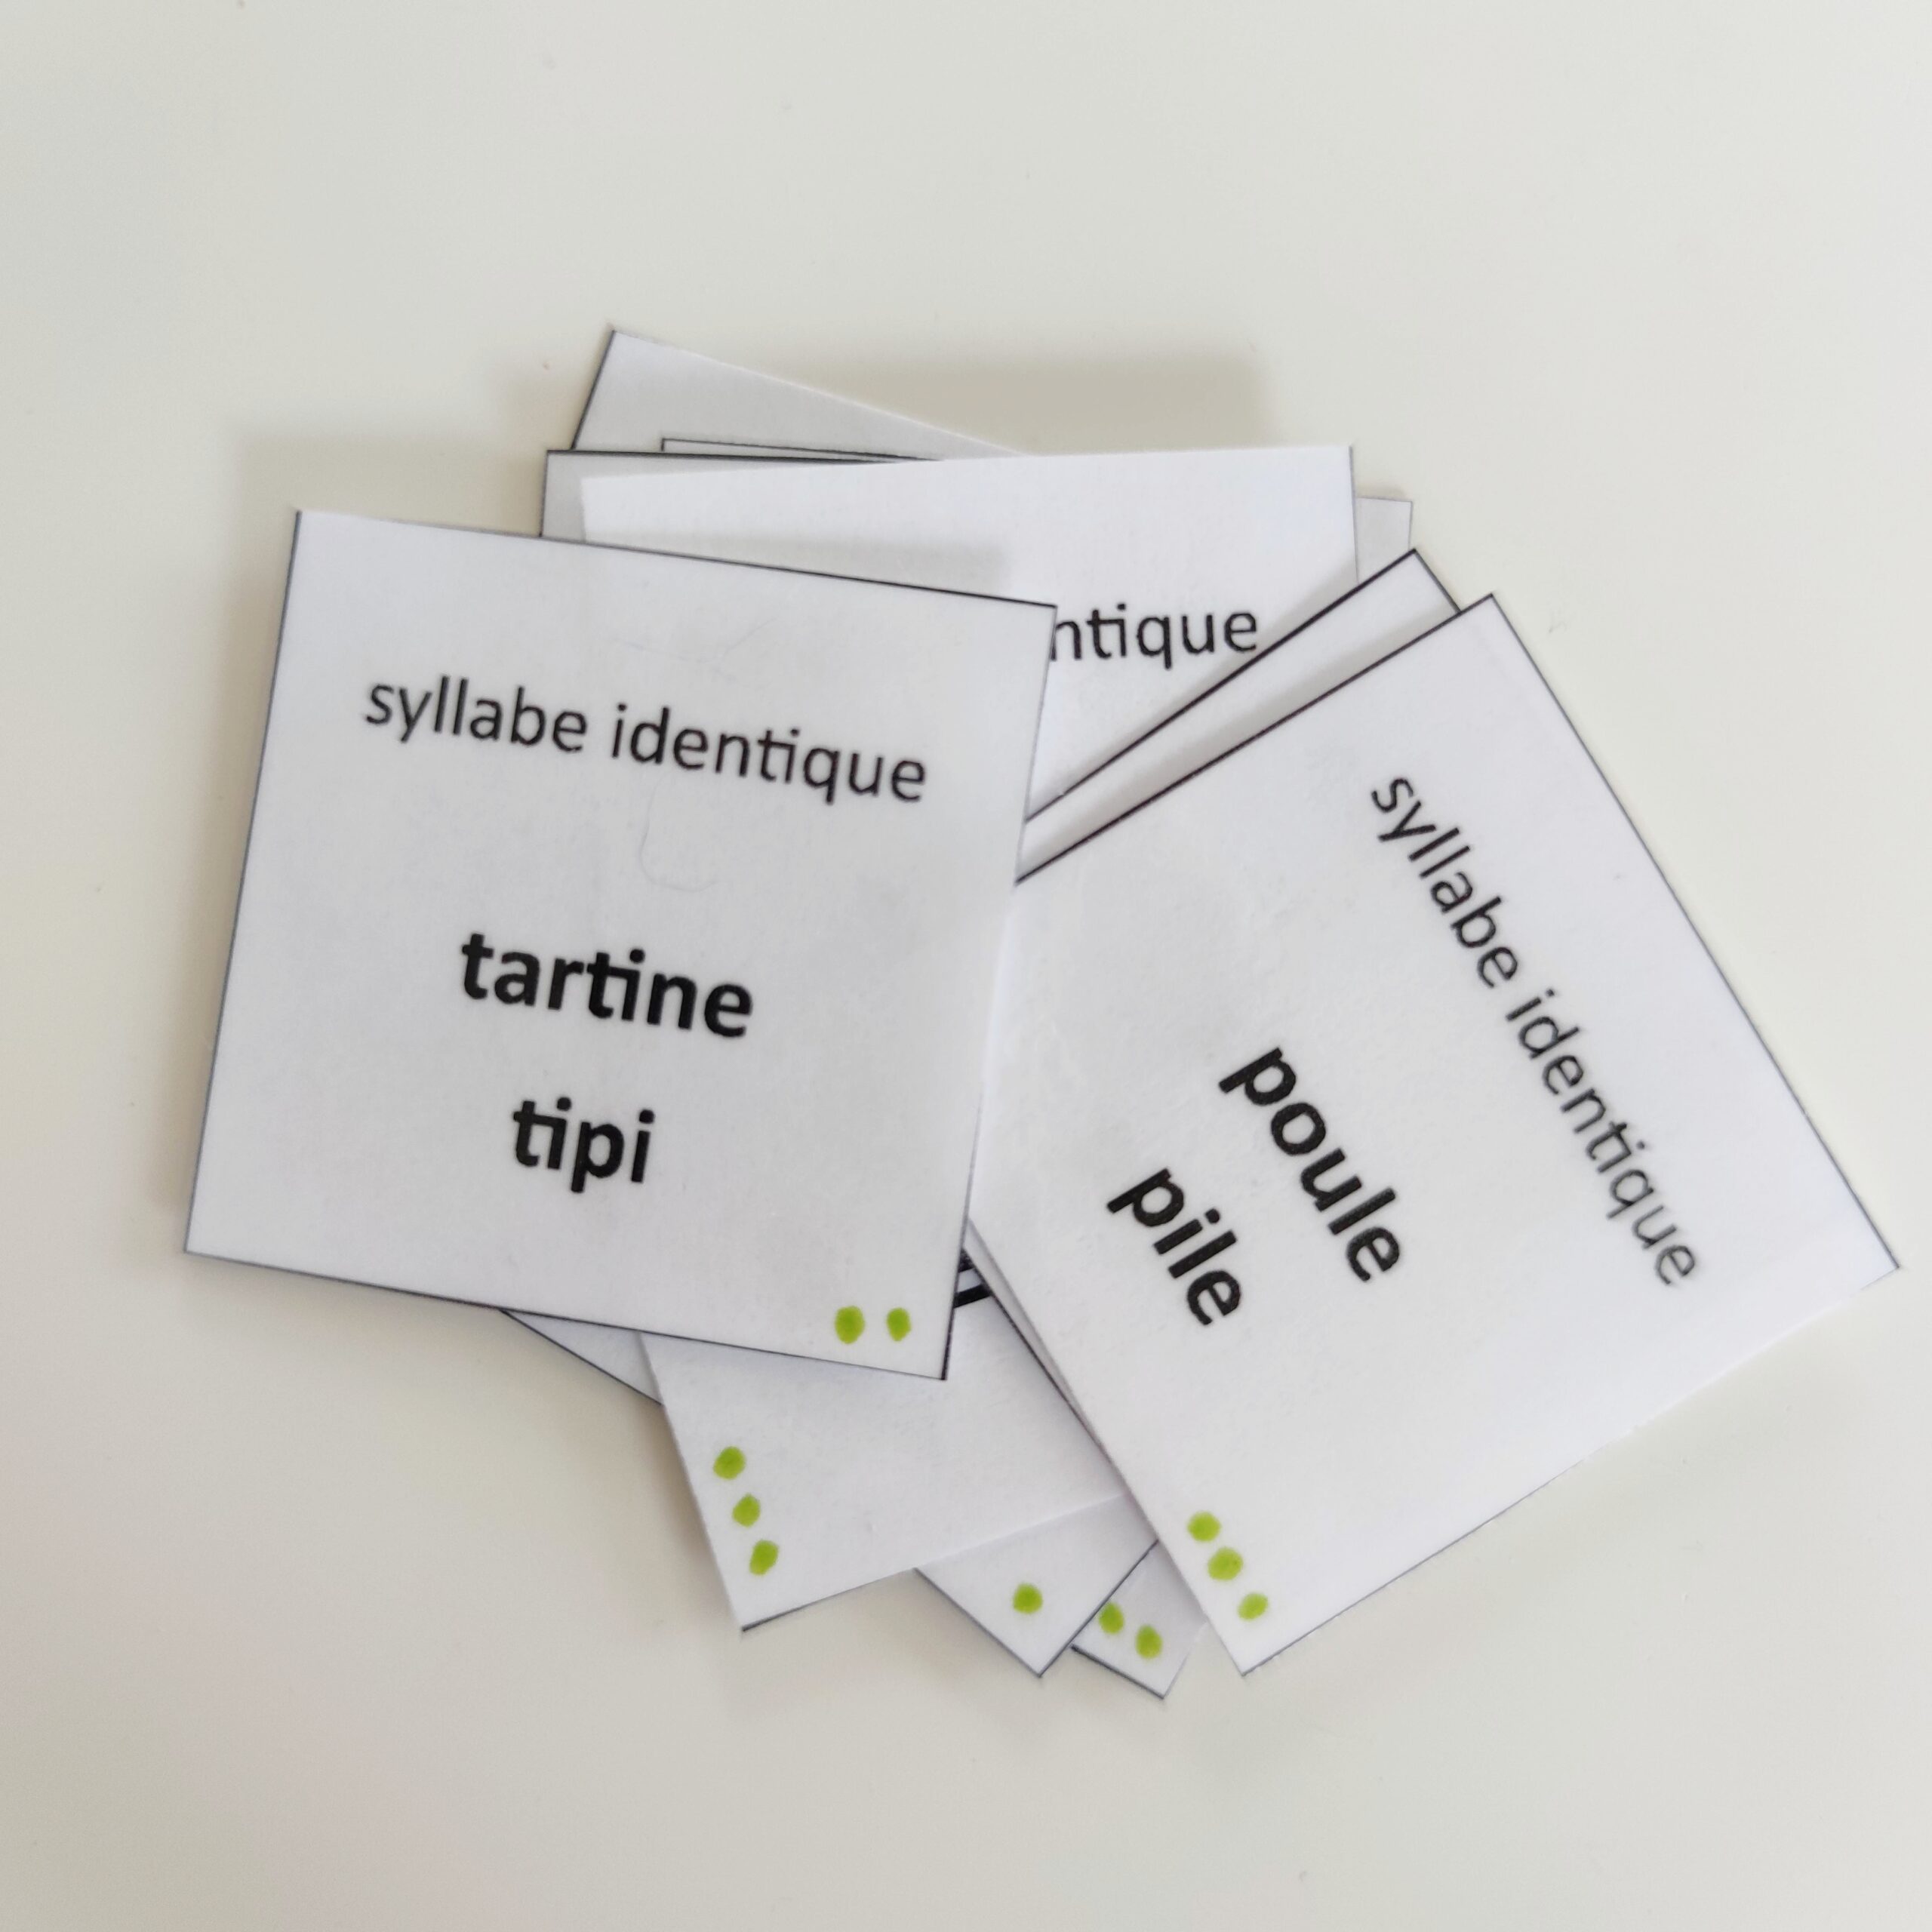 syllabe identique
tartine
tipi
ntique
syllabe identique
poule
pile